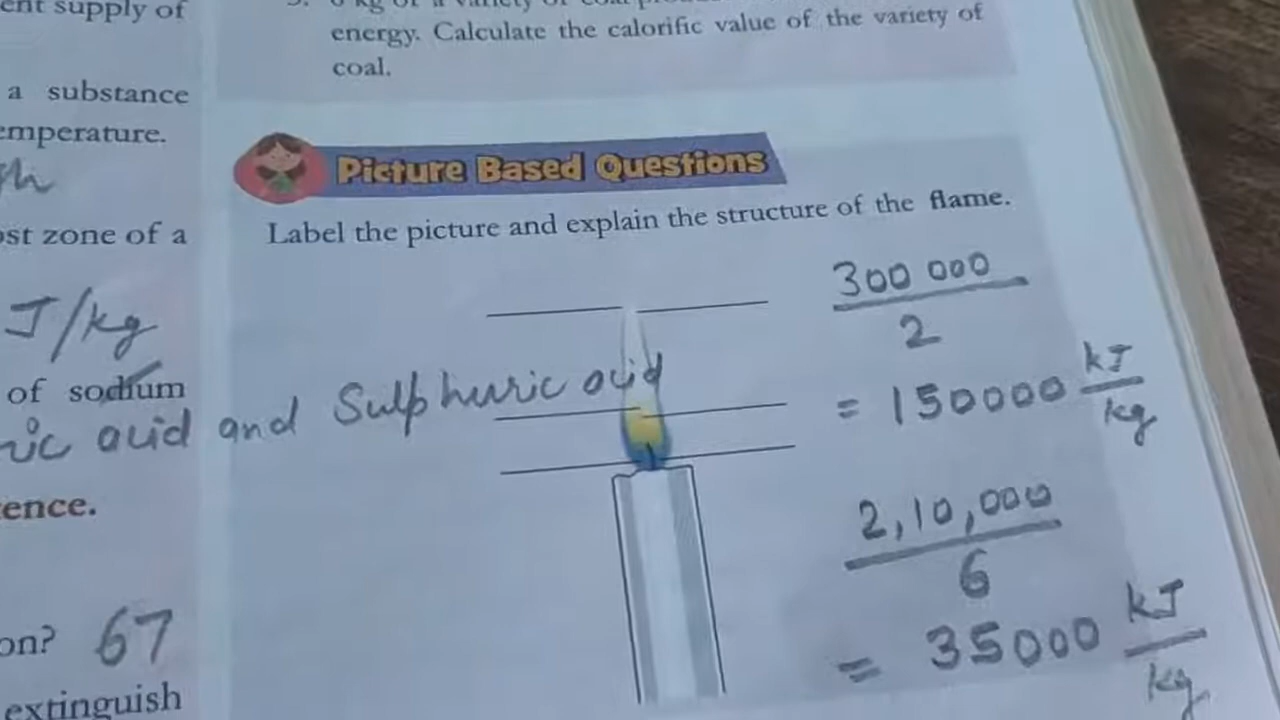 ent supply of
a substance
emperature.
ost zone of a
J/kg
of sodium
ric acid and Sulphuric acid
ence.
on? 67
extinguish
energy. Calculate the calorific value of the variety of
coal.
Picture Based Questions
Label the picture and explain the structure of the flame.
300 000
2
= 150000 kJ
kg
2,10,000
6
= 35000 kJ
kg